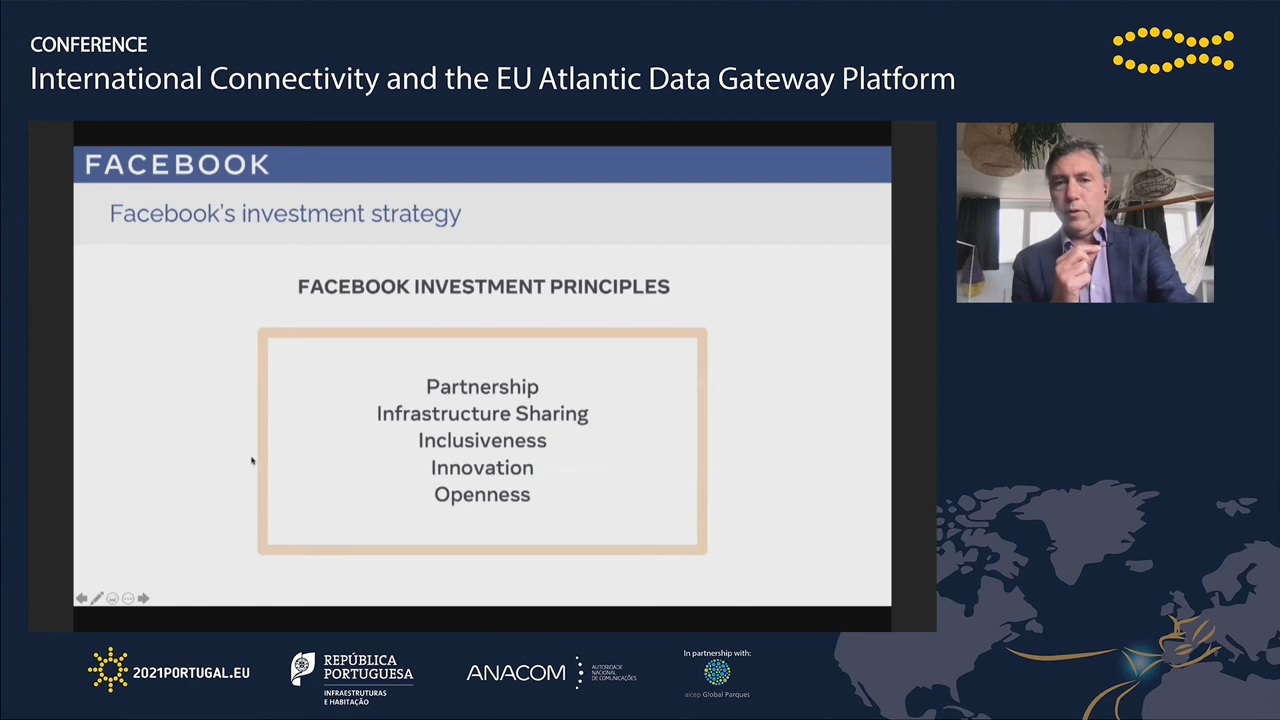 CONFERENCE
International Connectivity and the EU Atlantic Data Gateway Platform
FACEBOOK
Facebook's investment strategy
FACEBOOK INVESTMENT PRINCIPLES
Partnership
Infrastructure Sharing
Inclusiveness
Innovation
Openness
2021PORTUGAL.EU
REPÚBLICA
PORTUGUESA
INFRAESTRUTURAS
E HABITAÇÃO
ANACOM
AUTORIDADE
NACIONAL
DE COMUNICAÇÕES
In partnership with:
aicep Global Parques